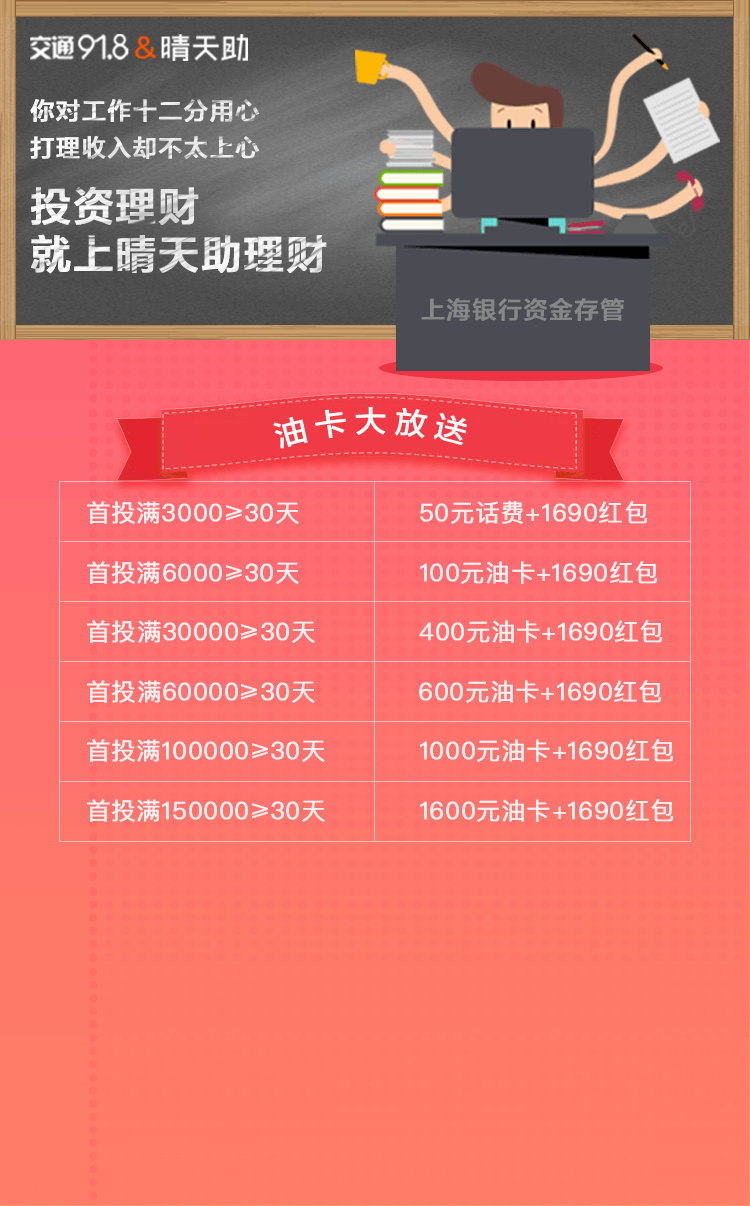 交通91.8&晴天助
你对工作十二分用心
打理收入却不太上心
投资理财
就上晴天助理财
上海银行资金存管
油卡大放送
首投满3000≥30天 50元话费+1690红包
首投满6000≥30天 100元油卡+1690红包
首投满30000≥30天 400元油卡+1690红包
首投满60000≥30天 600元油卡+1690红包
首投满100000≥30天 1000元油卡+1690红包
首投满150000≥30天 1600元油卡+1690红包